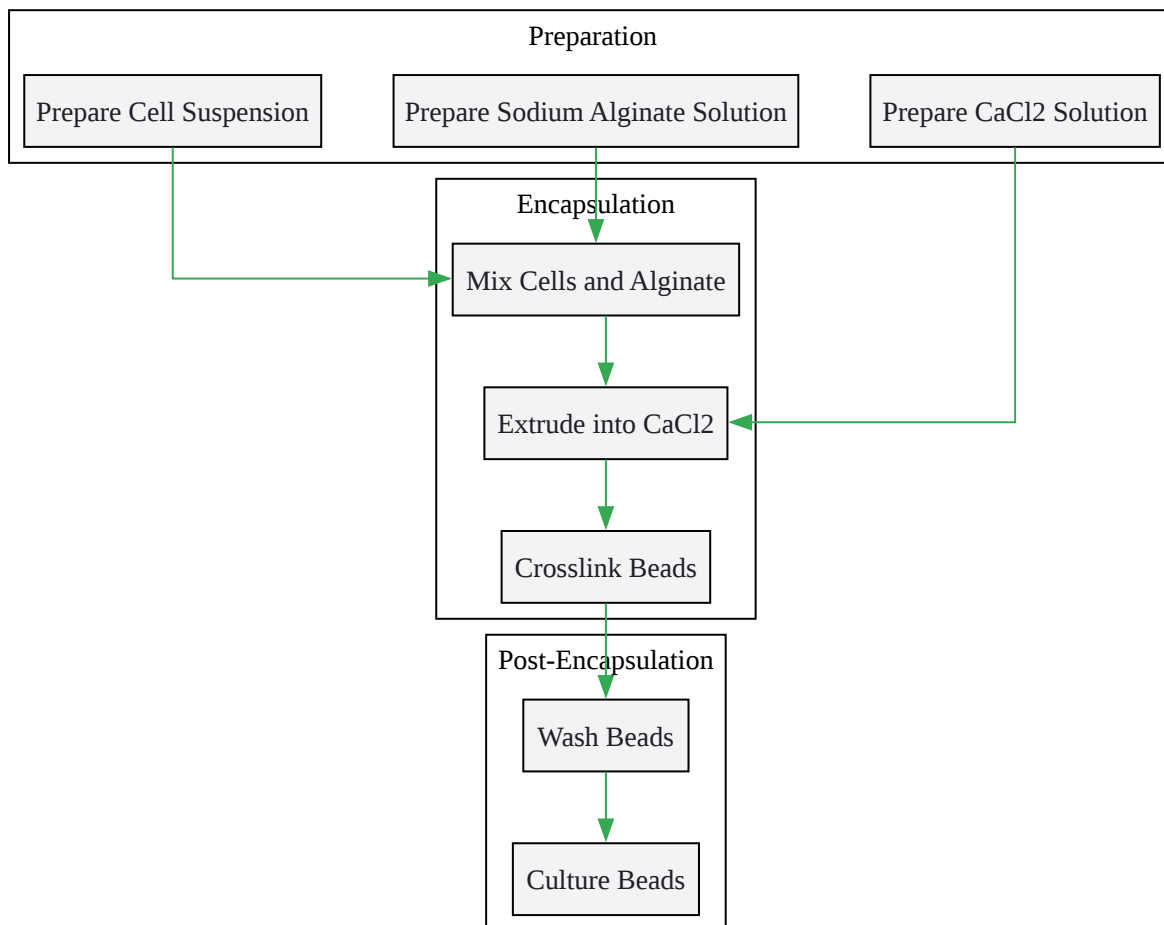 Preparation
Prepare Cell Suspension
Prepare Sodium Alginate Solution
Prepare CaCl2 Solution
Encapsulation
Mix Cells and Alginate
Extrude into CaCl2
Crosslink Beads
Post-Encapsulation
Wash Beads
Culture Beads